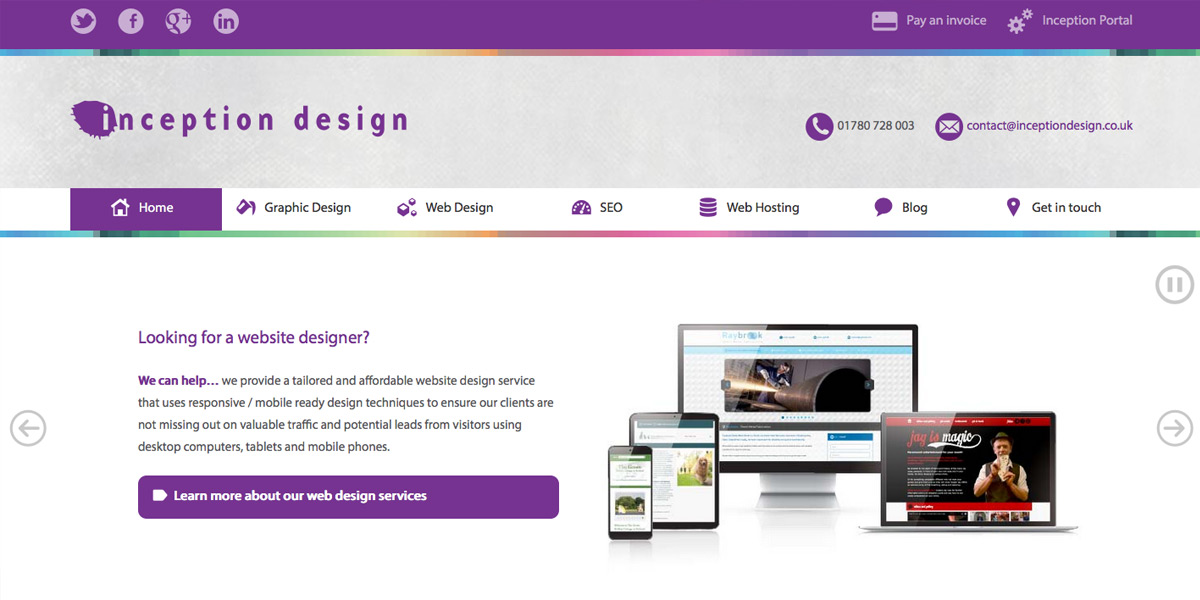 Pay an invoice
Inception Portal
inception design
01780 728 003
contact@inceptiondesign.co.uk
Home
Graphic Design
Web Design
SEO
Web Hosting
Blog
Get in touch
Looking for a website designer?
We can help... we provide a tailored and affordable website design service
that uses responsive / mobile ready design techniques to ensure our clients are
not missing out on valuable traffic and potential leads from visitors using
desktop computers, tablets and mobile phones.
Learn more about our web design services
Raybrook
jay is magic